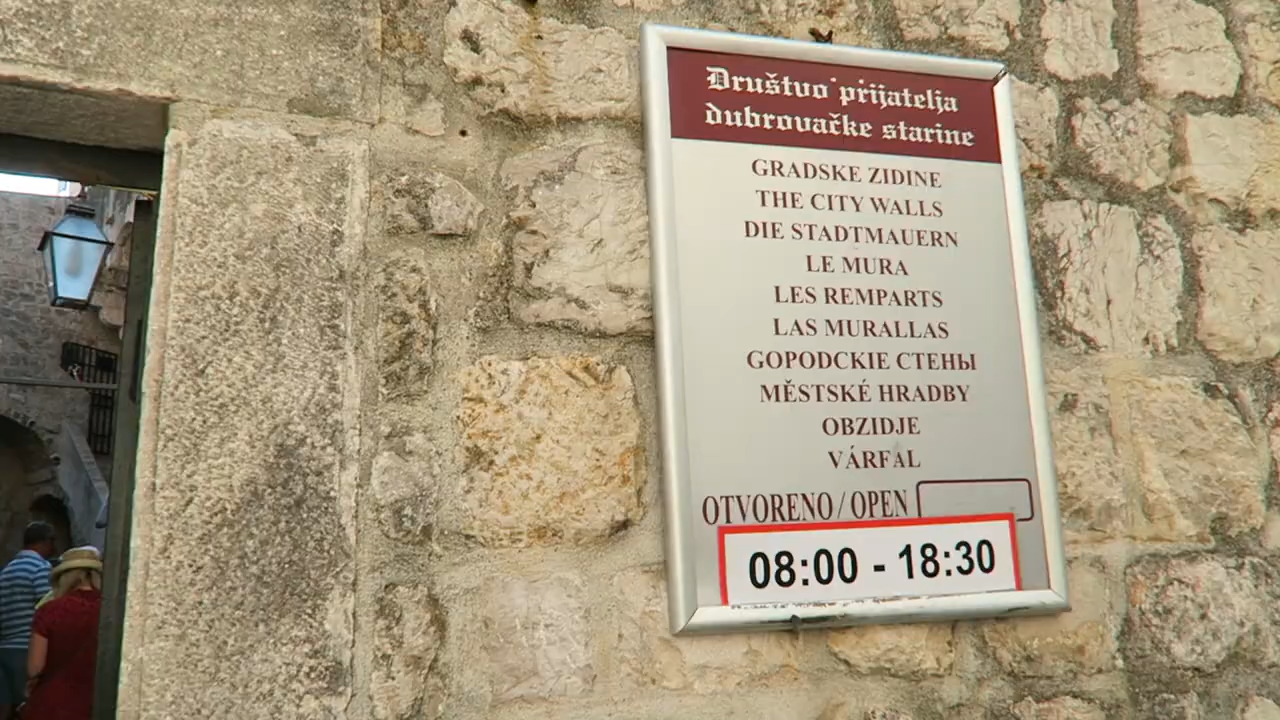 Društvo prijatelja
dubrovačke starine
GRADSKE ZIDINE
THE CITY WALLS
DIE STADTMAUERN
LE MURA
LES REMPARTS
LAS MURALLAS
GOPODCKIE CTEHЫ
MĚSTSKÉ HRADBY
OBZIDJE
VÁRFAL
OTVORENO / OPEN
08:00 - 18:30